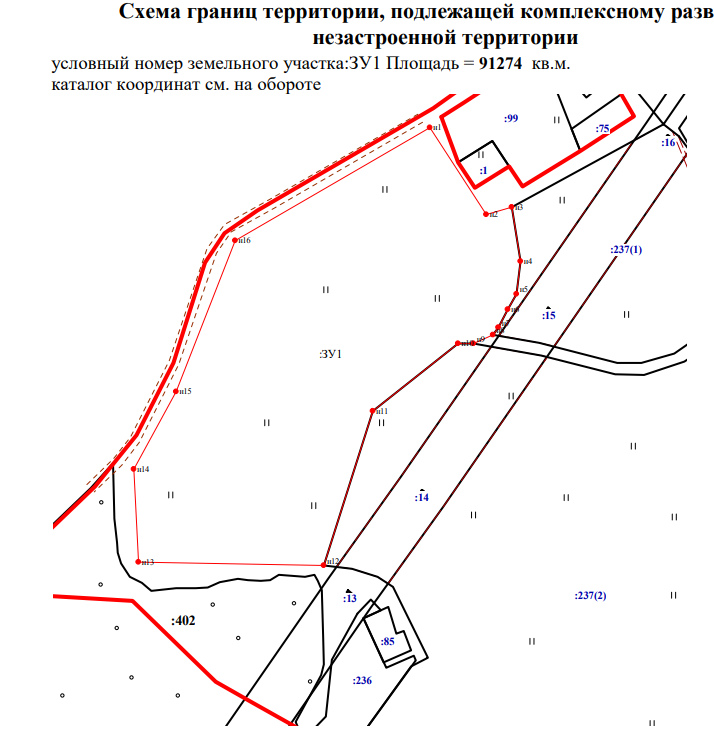 Схема границ территории, подлежащей комплексному разв
незастроенной территории
условный номер земельного участка:ЗУ1 Площадь = 91274 кв.м.
каталог координат см. на обороте
:99
:75
н1
:16
:1
н3
н2
:237(1)
н16
н4
н5
:15
н9
:ЗУ1
н15
н11
н14
:14
н13
н12
:13
:237(2)
:402
:85
:236